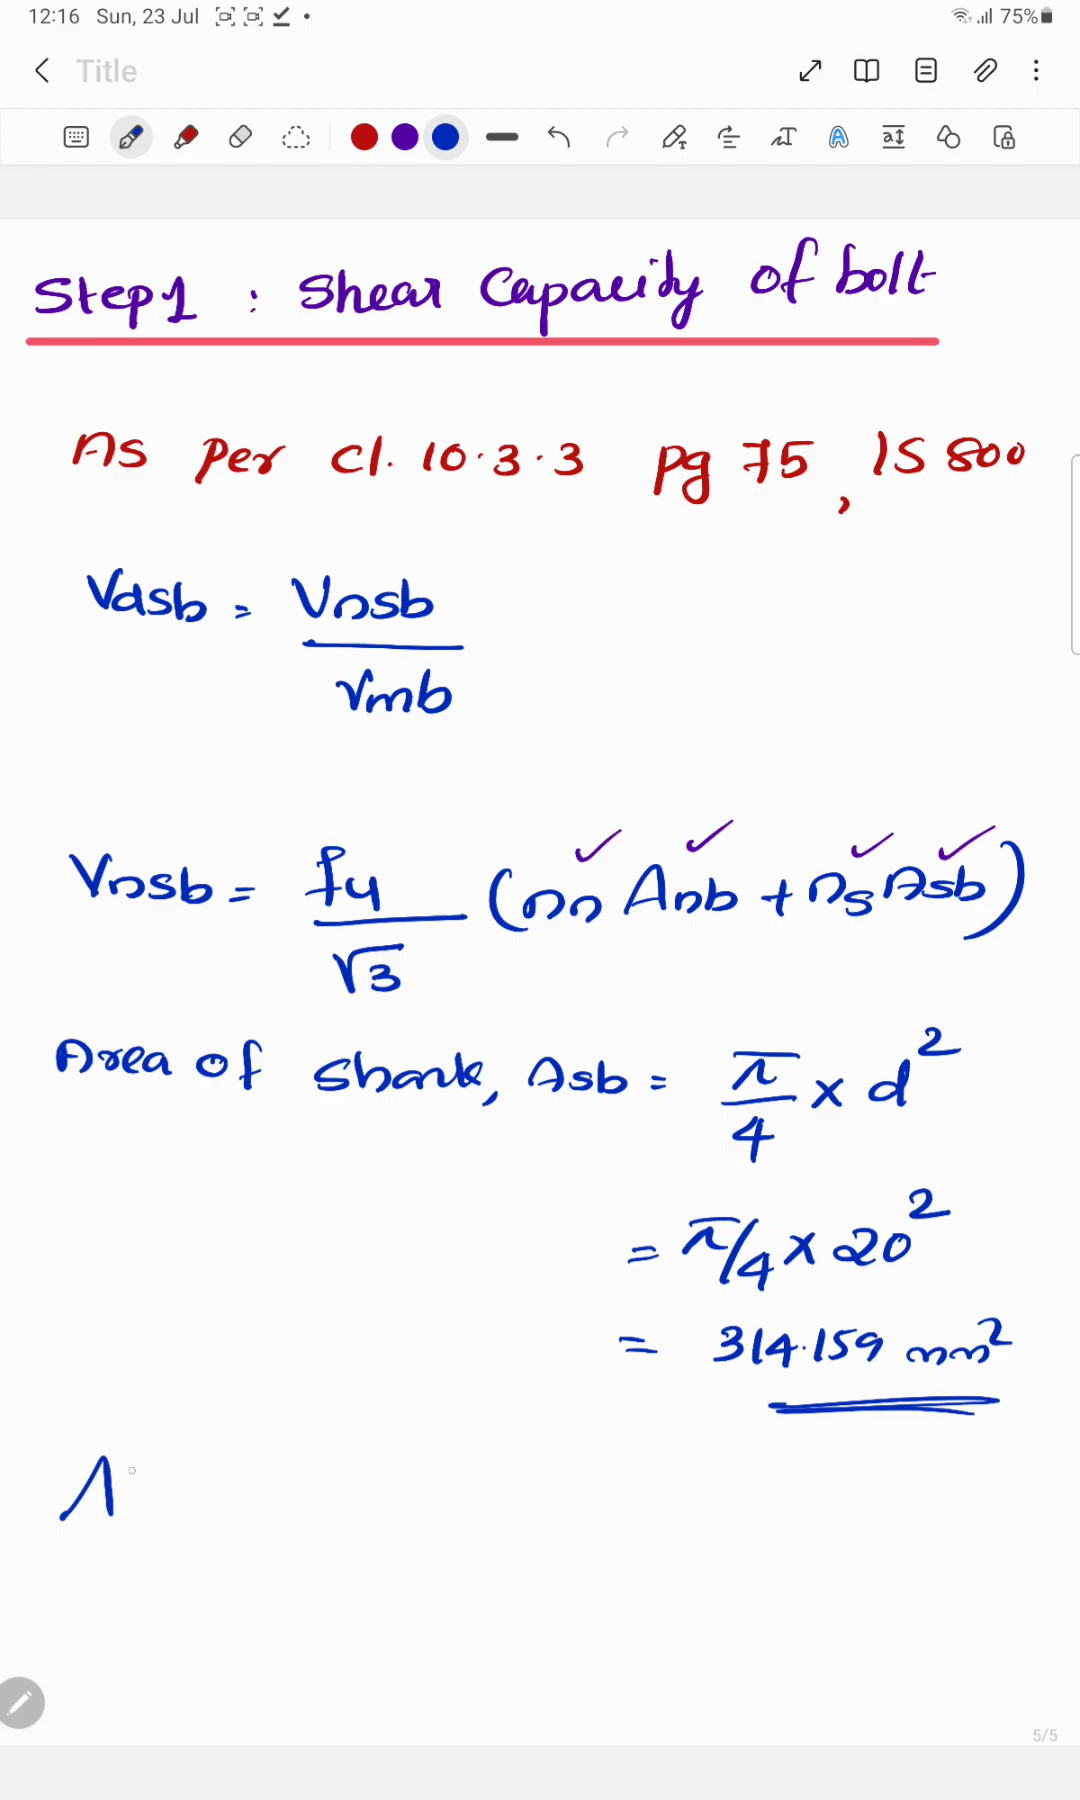 12:16 Sun, 23 Jul 75%
Title
Step1 : Shear Capacity of bolt
As Per Cl. 10.3.3 Pg 75, IS 800
Vdsb = Vnsb
γmb
Vnsb = fu (nn Anb + ns Asb)
√3
Area of Shank, Asb = π × d²
4
= π/4 × 20²
= 314.159 mm²
5/5